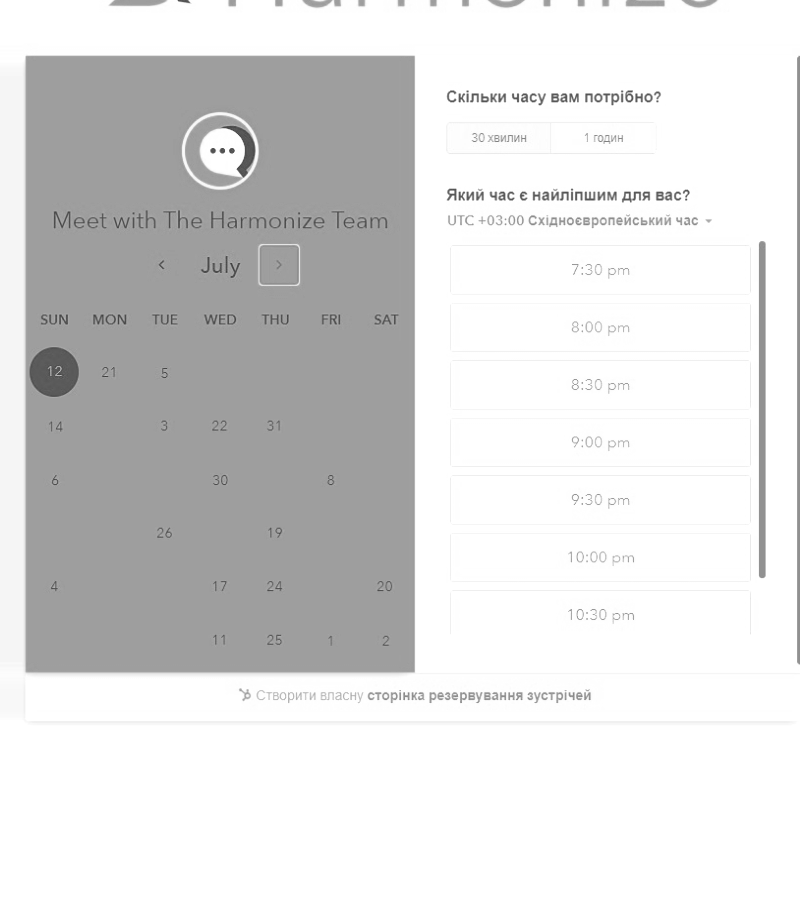 Harmonize
Meet with The Harmonize Team
July
SUN MON TUE WED THU FRI SAT
12 21 5
14 3 22 31
6 30 8
26 19
4 17 24 20
11 25 1 2
Скільки часу вам потрібно?
30 хвилин 1 годин
Який час є найліпшим для вас?
UTC +03:00 Східноєвропейський час
7:30 pm
8:00 pm
8:30 pm
9:00 pm
9:30 pm
10:00 pm
10:30 pm
Створити власну сторінка резервування зустрічей